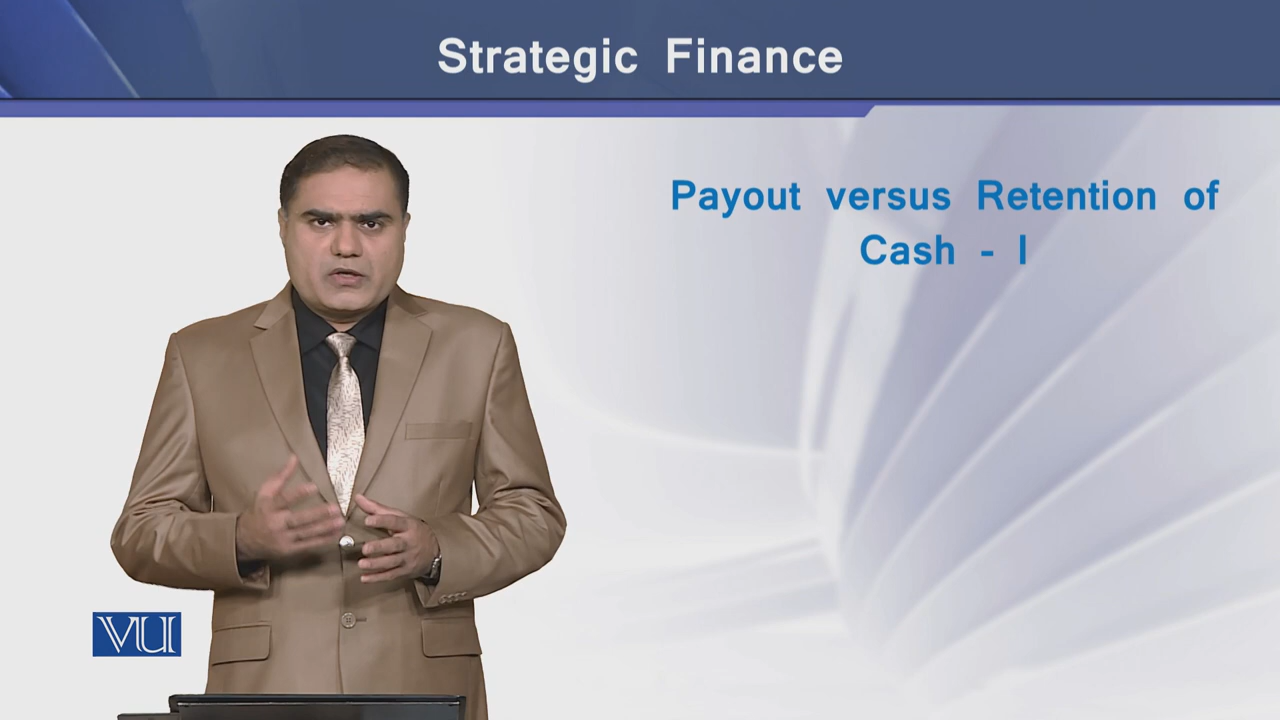 Strategic Finance
Payout versus Retention of
Cash - I
VU